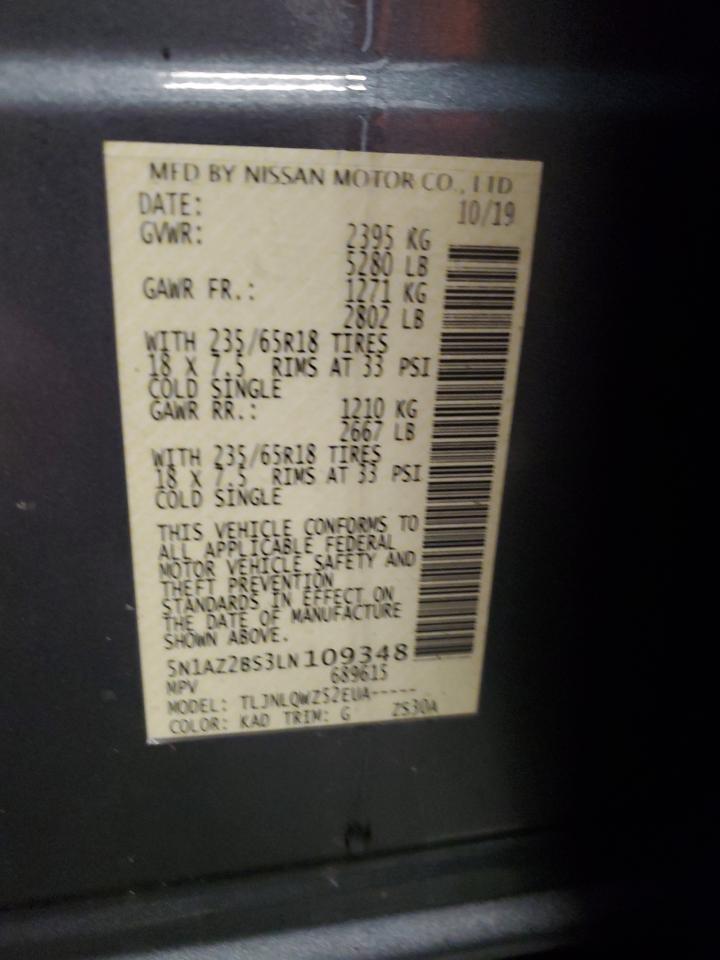 MFD BY NISSAN MOTOR CO., LTD
DATE: 10/19
GVWR: 2395 KG
5280 LB
GAWR FR.: 1271 KG
2802 LB
WITH 235/65R18 TIRES
18 X 7.5 RIMS AT 33 PSI
COLD SINGLE
GAWR RR.: 1210 KG
2667 LB
WITH 235/65R18 TIRES
18 X 7.5 RIMS AT 33 PSI
COLD SINGLE
THIS VEHICLE CONFORMS TO
ALL APPLICABLE FEDERAL
MOTOR VEHICLE SAFETY AND
THEFT PREVENTION
STANDARDS IN EFFECT ON
THE DATE OF MANUFACTURE
SHOWN ABOVE.
5N1AZ2BS3LN109348
MPV 689615
MODEL: TLJNLQWZ52EUA-----
COLOR: KAD TRIM: G Z530A